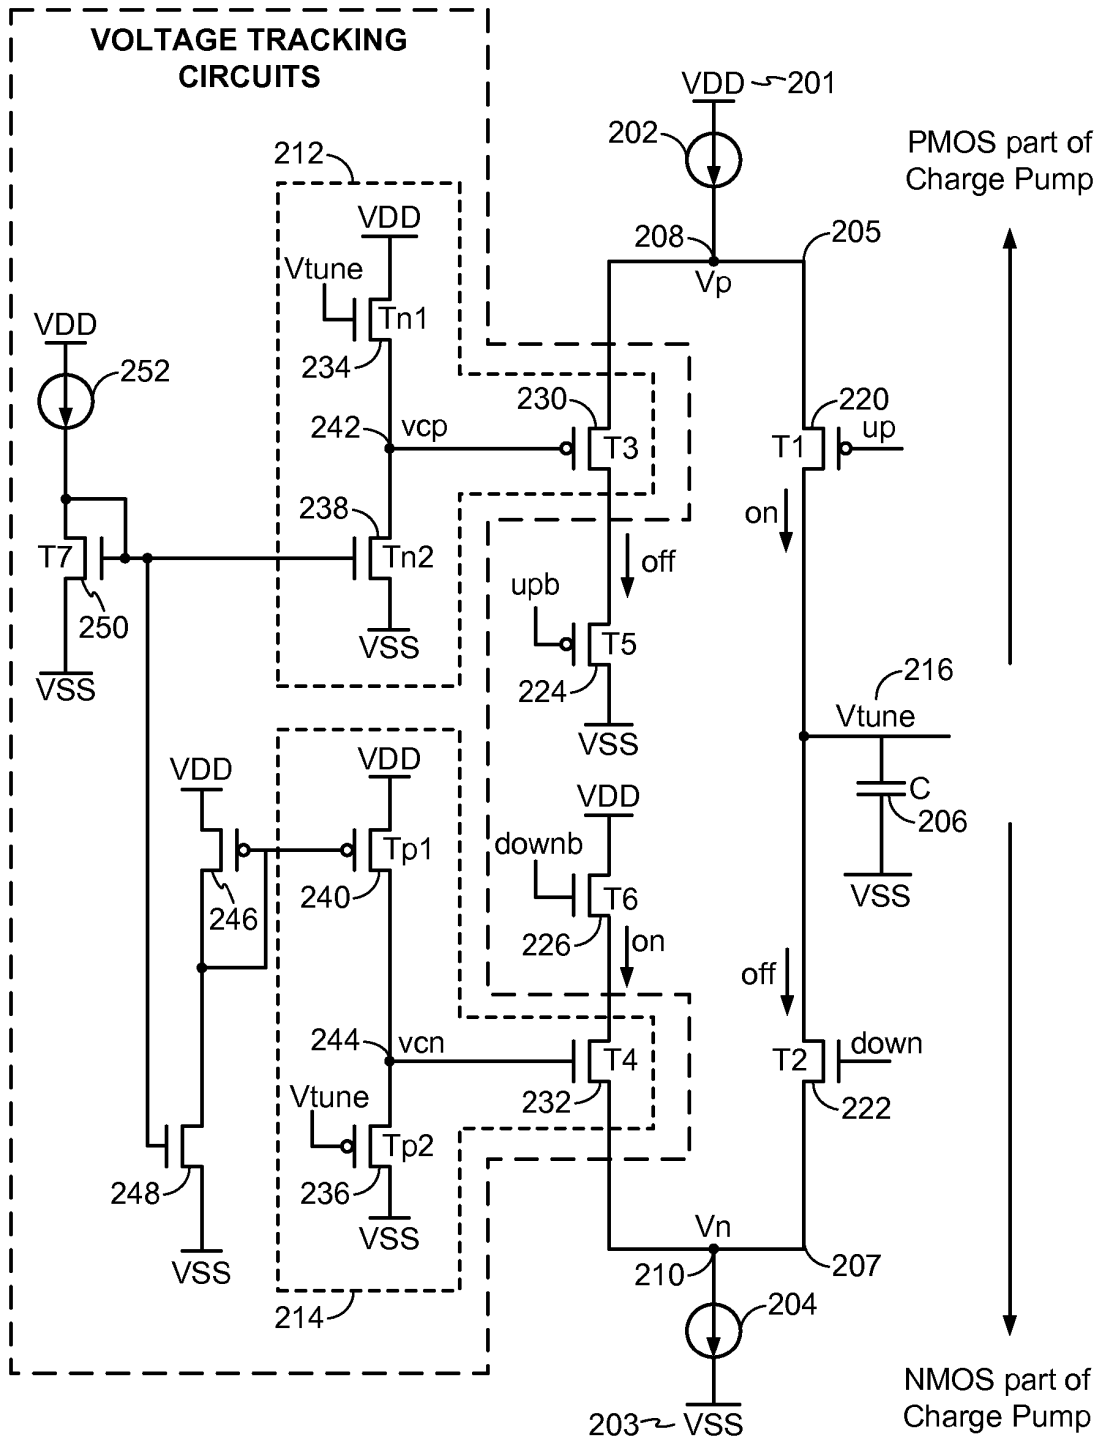 VOLTAGE TRACKING
CIRCUITS
VDD 201
202
PMOS part of
Charge Pump
212
VDD
Vtune
Tn1
234
208
205
Vp
VDD
252
230
220
242
vcp
T3
T1
up
238
on
T7
Tn2
off
250
upb
VSS
T5
VSS
224
216
Vtune
VSS
VDD
VDD
VDD
C
206
downb
Tp1
240
T6
VSS
246
226
on
off
244
vcn
T4
T2
down
Vtune
232
222
Tp2
248
236
Vn
VSS
VSS
210
207
214
204
NMOS part of
Charge Pump
203 VSS